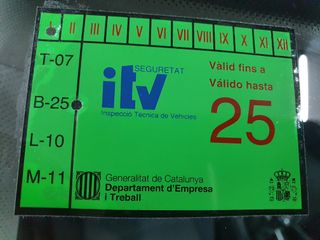 I II III IV V VI VII VIII IX X XI XII
T-07
B-25
L-10
M-11
SEGURETAT
itv
Inspecció Tècnica de Vehicles
Vàlid fins a
Válido hasta
25
Generalitat de Catalunya
Departament d'Empresa
i Treball